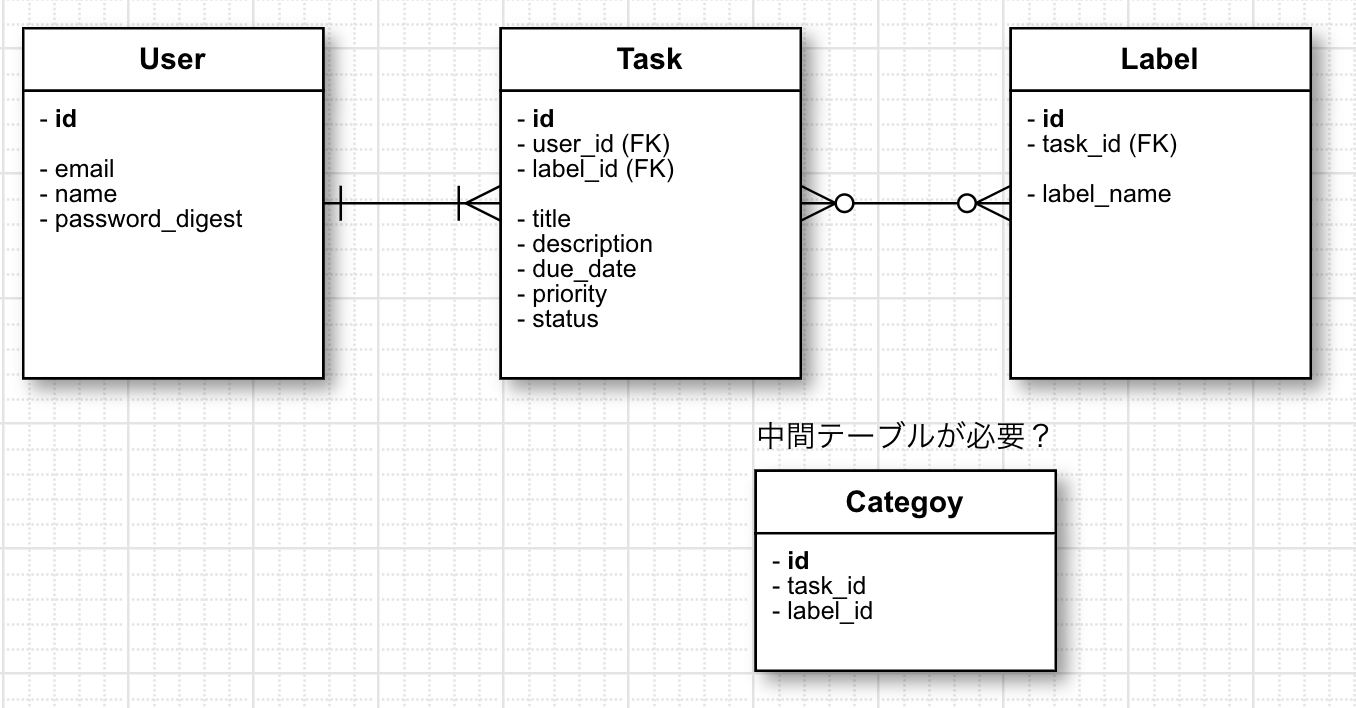 User
- id
- email
- name
- password_digest
Task
- id
- user_id (FK)
- label_id (FK)
- title
- description
- due_date
- priority
- status
Label
- id
- task_id (FK)
- label_name
中間テーブルが必要？
Categoy
- id
- task_id
- label_id